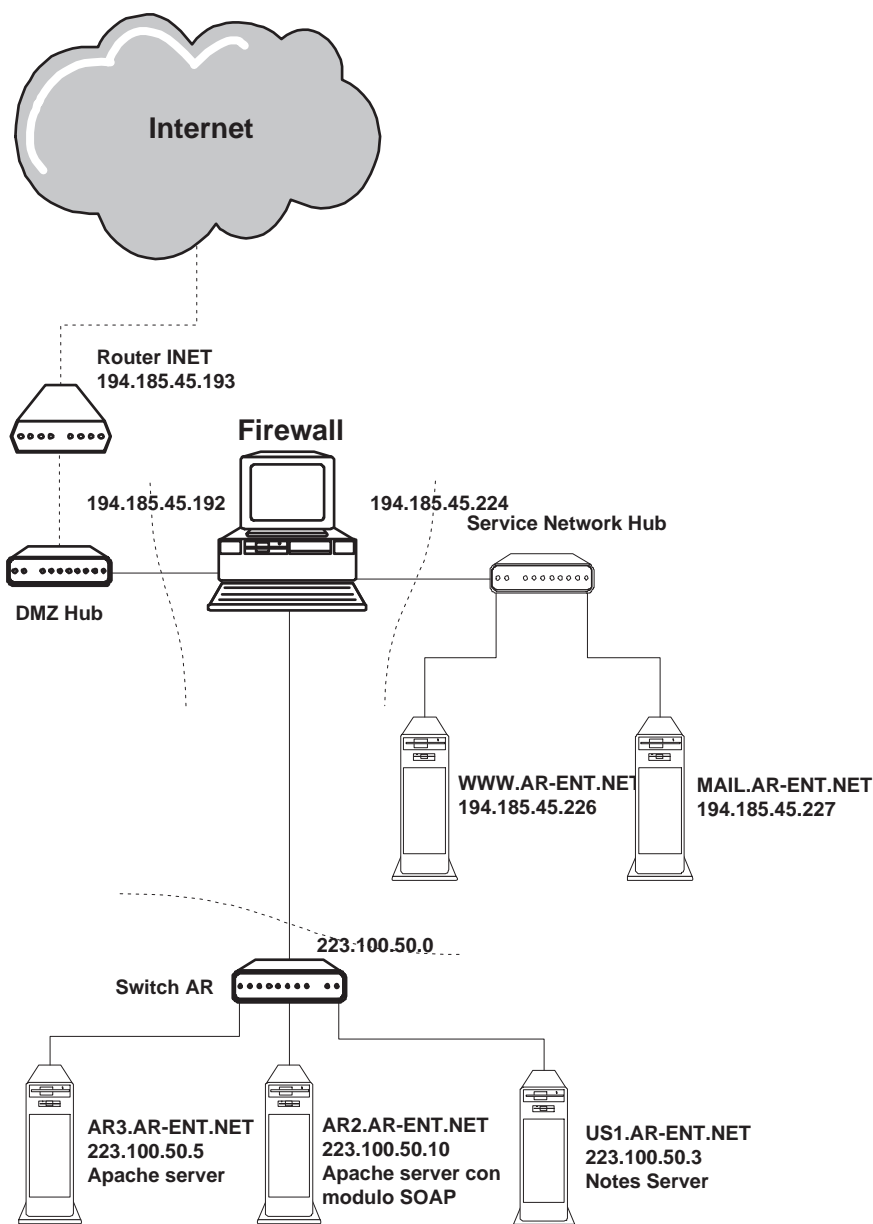 Internet
Router INET
194.185.45.193
Firewall
194.185.45.192
194.185.45.224
Service Network Hub
DMZ Hub
WWW.AR-ENT.NET
194.185.45.226
MAIL.AR-ENT.NET
194.185.45.227
223.100.50.0
Switch AR
AR3.AR-ENT.NET
223.100.50.5
Apache server
AR2.AR-ENT.NET
223.100.50.10
Apache server con
modulo SOAP
US1.AR-ENT.NET
223.100.50.3
Notes Server